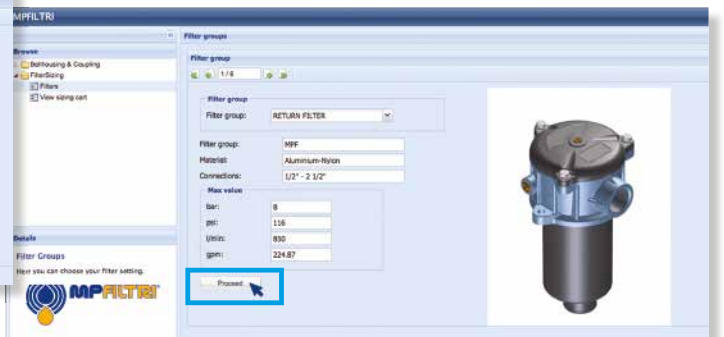 MPFILTRI
Browse
Bellhousing & Coupling
FilterSizing
Filters
View sizing cart
Details
Filter Groups
Here you can choose your filter setting.
MPFILTRI
Filter groups
Filter group
1/6
Filter group
Filter group: RETURN FILTER
Filter group: MPF
Material: Aluminium-Nylon
Connections: 1/2" - 2 1/2"
Max value
bar: 8
psi: 116
l/min: 850
gpm: 224.87
Proceed